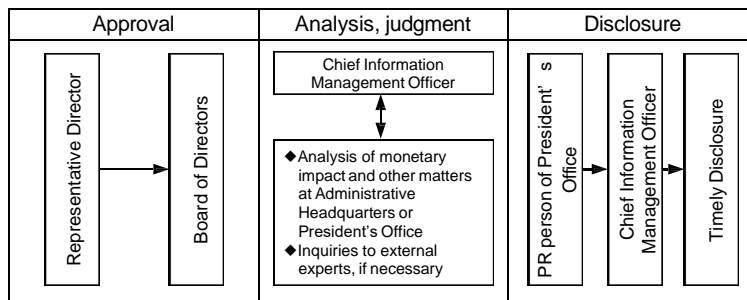 Approval
Analysis, judgment
Disclosure
Representative Director
Board of Directors
Chief Information
Management Officer
◆Analysis of monetary
impact and other matters
at Administrative
Headquarters or
President's Office
◆Inquiries to external
experts, if necessary
PR person of President' s
Office
Chief Information
Management Officer
Timely Disclosure